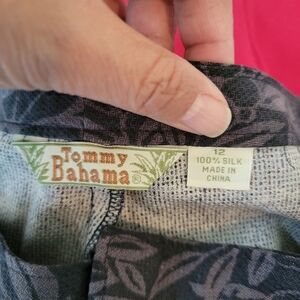 Tommy
Bahama
12
100% SILK
MADE IN
CHINA